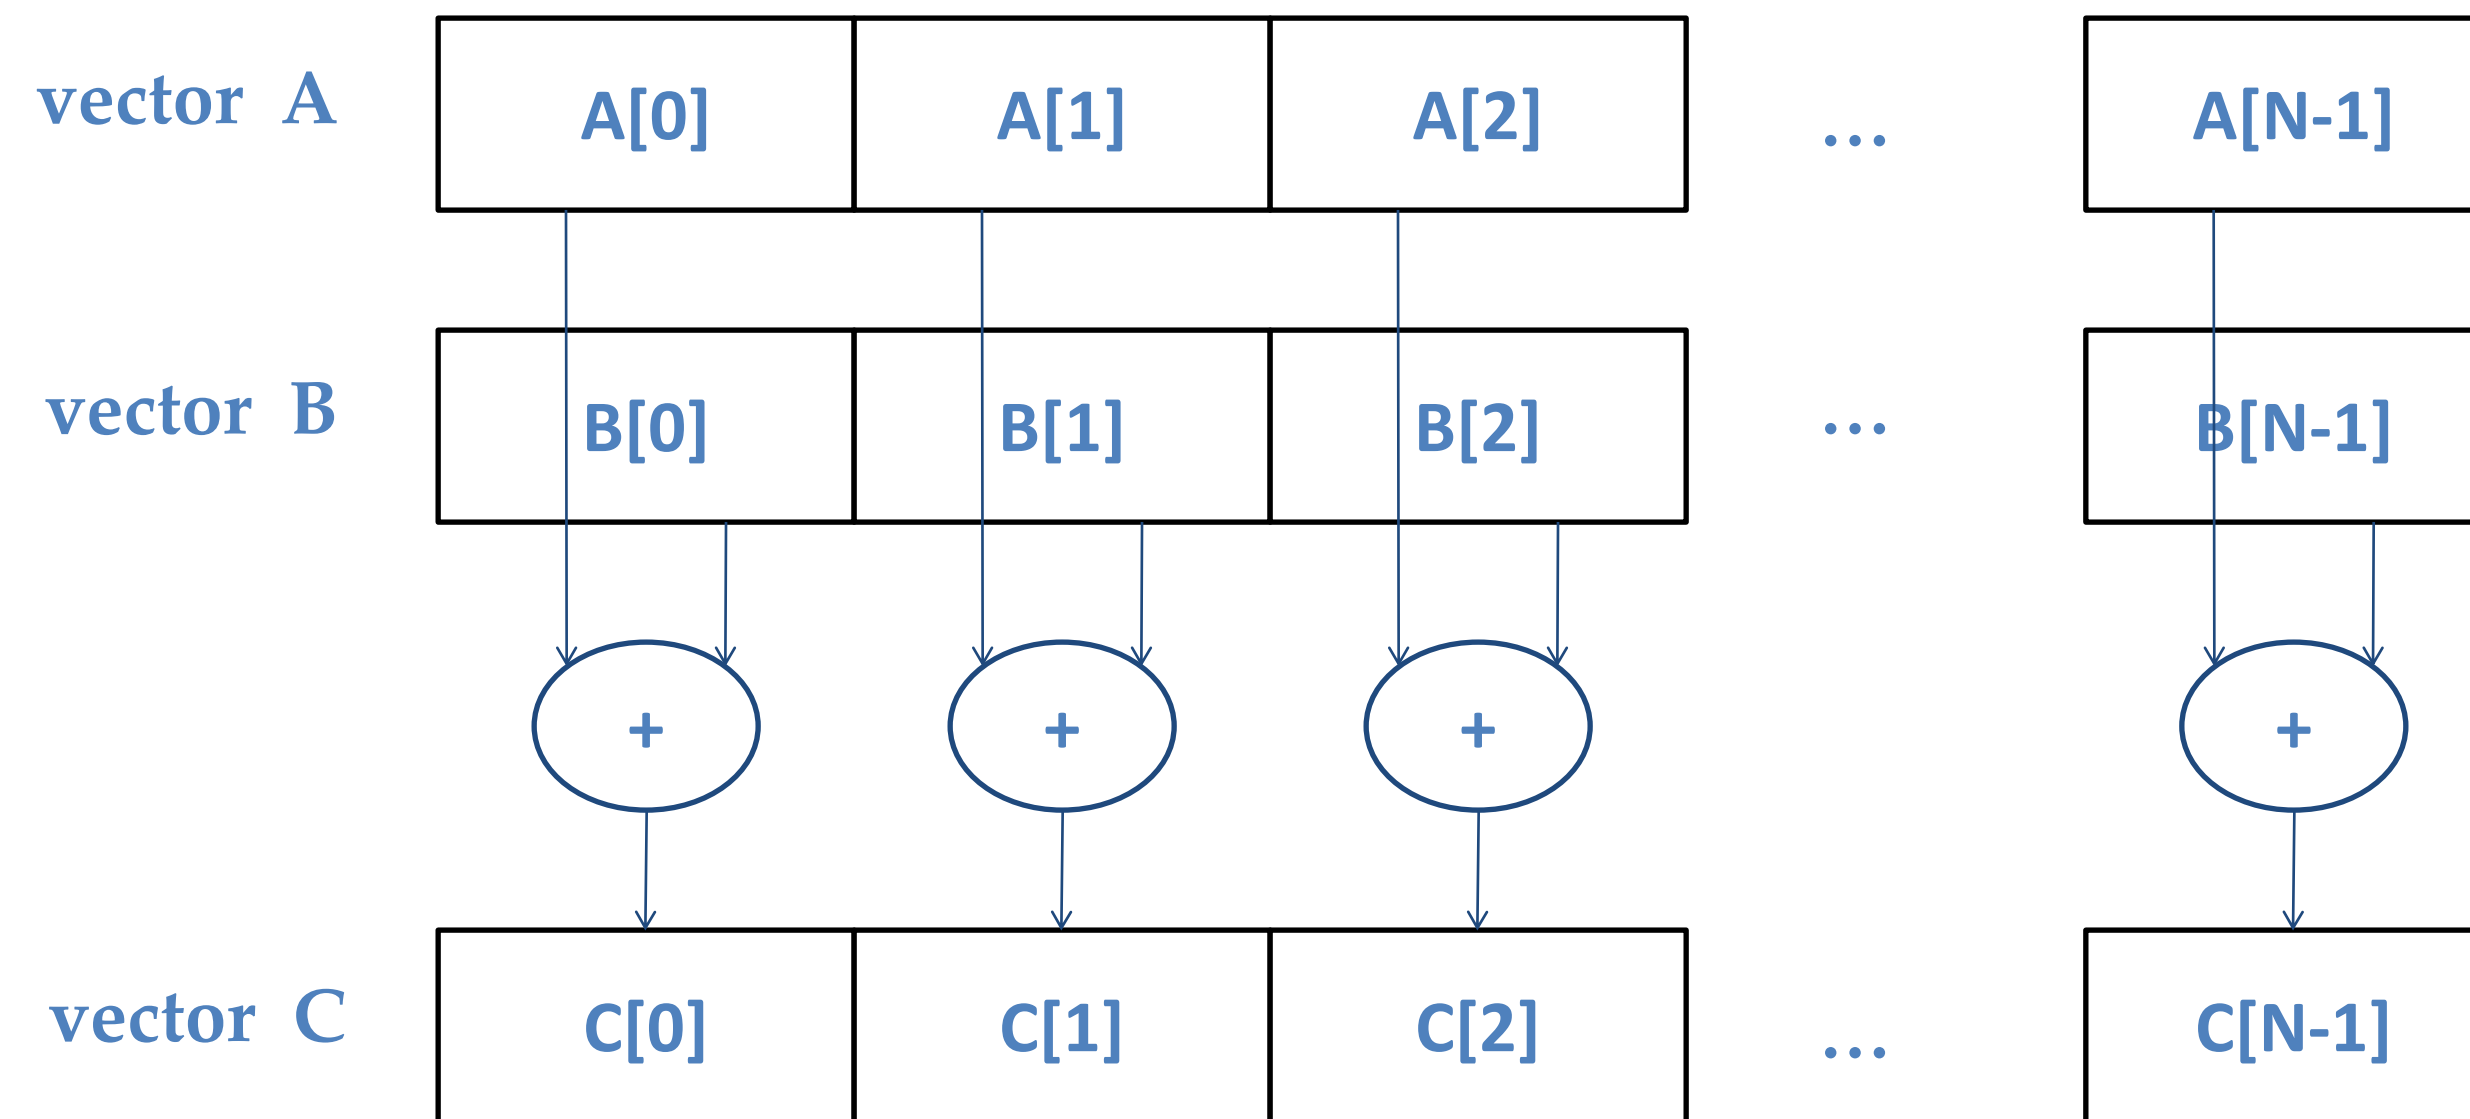 vector A A[0] A[1] A[2] ... A[N-1]
vector B B[0] B[1] B[2] ... B[N-1]
+ + + +
vector C C[0] C[1] C[2] ... C[N-1]